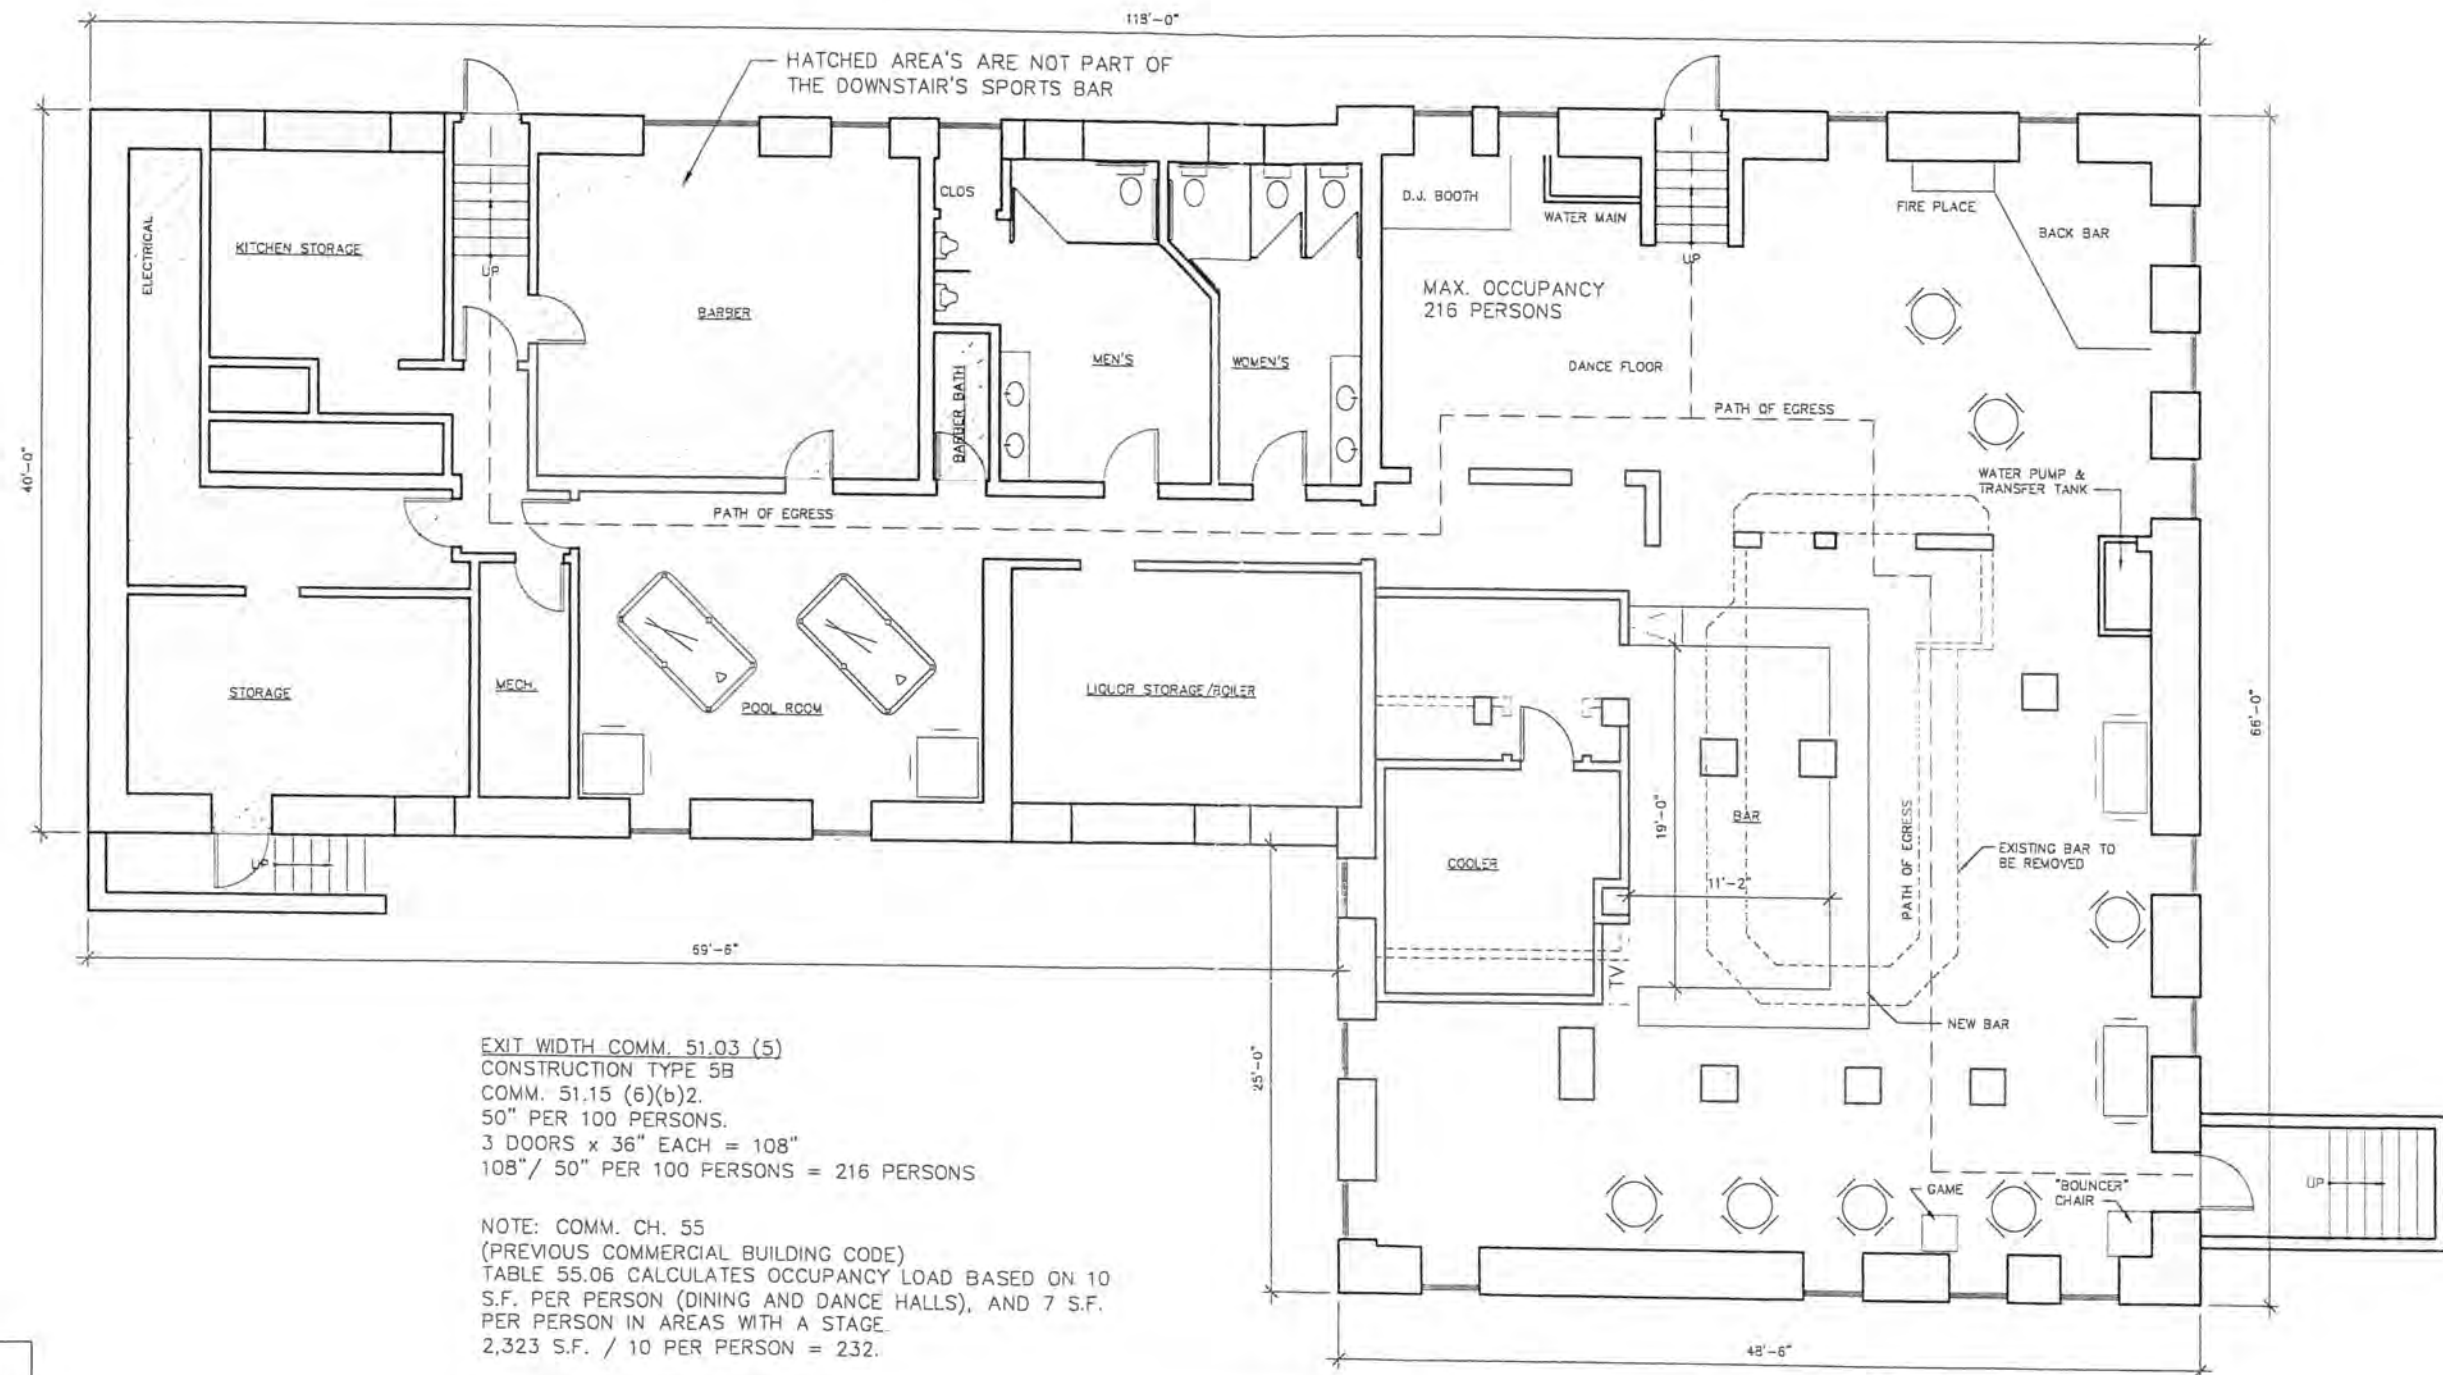 118'-0"
HATCHED AREA'S ARE NOT PART OF
THE DOWNSTAIR'S SPORTS BAR
40'-0"
ELECTRICAL
KITCHEN STORAGE
UP
BARBER
CLOS
BARBER BATH
MEN'S
WOMEN'S
D.J. BOOTH
WATER MAIN
UP
FIRE PLACE
BACK BAR
MAX. OCCUPANCY
216 PERSONS
DANCE FLOOR
PATH OF EGRESS
PATH OF EGRESS
WATER PUMP &
TRANSFER TANK
STORAGE
MECH.
POOL ROOM
LIQUOR STORAGE/BOILER
66'-0"
19'-0"
BAR
PATH OF EGRESS
EXISTING BAR TO
BE REMOVED
UP
COOLER
11'-2"
69'-6"
TV
NEW BAR
25'-0"
GAME
"BOUNCER"
CHAIR
UP
48'-6"
EXIT WIDTH COMM. 51.03 (5)
CONSTRUCTION TYPE 5B
COMM. 51.15 (6)(b)2.
50" PER 100 PERSONS.
3 DOORS x 36" EACH = 108"
108"/ 50" PER 100 PERSONS = 216 PERSONS
NOTE: COMM. CH. 55
(PREVIOUS COMMERCIAL BUILDING CODE)
TABLE 55.06 CALCULATES OCCUPANCY LOAD BASED ON 10
S.F. PER PERSON (DINING AND DANCE HALLS), AND 7 S.F.
PER PERSON IN AREAS WITH A STAGE.
2,323 S.F. / 10 PER PERSON = 232.